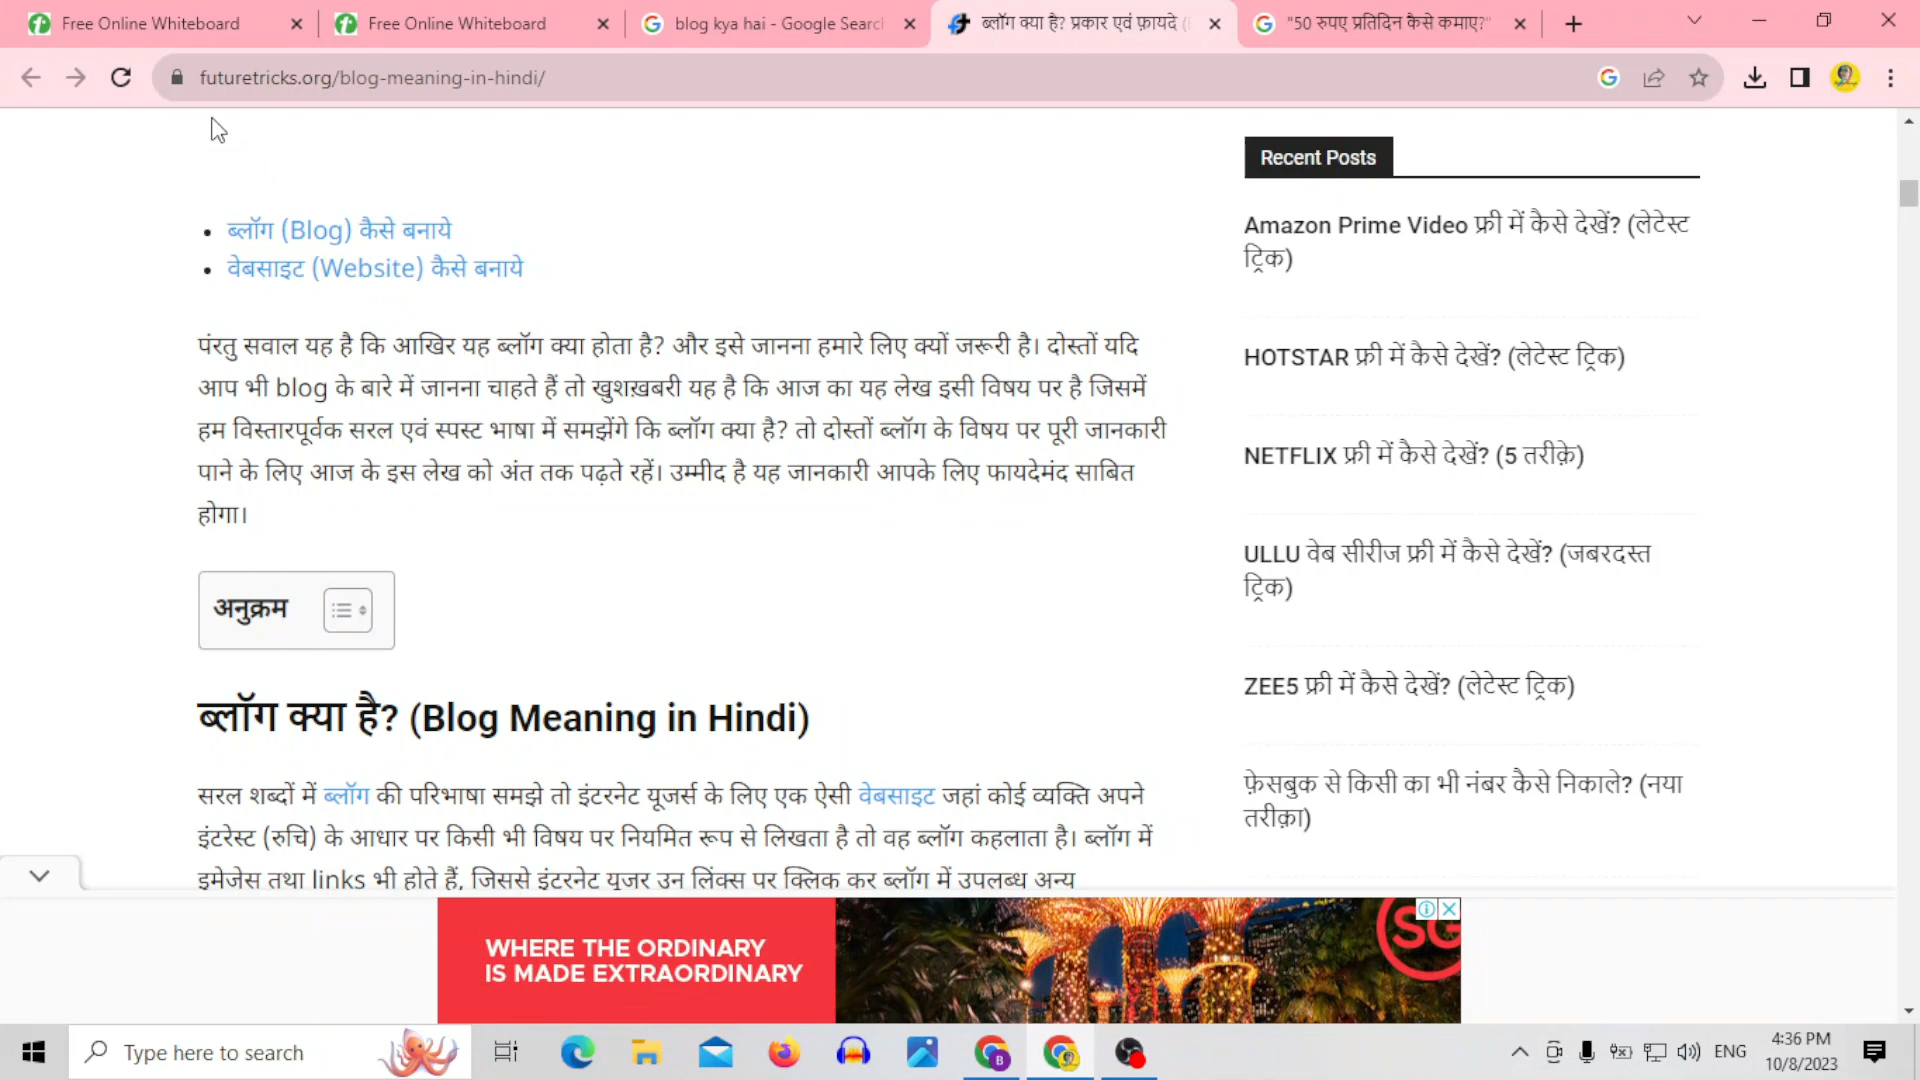 Free Online Whiteboard
Free Online Whiteboard
blog kya hai - Google Searc
ब्लॉग क्या है? प्रकार एवं फ़ायदे (
"50 रुपए प्रतिदिन कैसे कमाए?"
futuretricks.org/blog-meaning-in-hindi/
ब्लॉग (Blog) कैसे बनाये
वेबसाइट (Website) कैसे बनाये
पंरतु सवाल यह है कि आखिर यह ब्लॉग क्या होता है? और इसे जानना हमारे लिए क्यों जरूरी है। दोस्तों यदि
आप भी blog के बारे में जानना चाहते हैं तो खुशख़बरी यह है कि आज का यह लेख इसी विषय पर है जिसमें
हम विस्तारपूर्वक सरल एवं स्पस्ट भाषा में समझेंगे कि ब्लॉग क्या है? तो दोस्तों ब्लॉग के विषय पर पूरी जानकारी
पाने के लिए आज के इस लेख को अंत तक पढ़ते रहें। उम्मीद है यह जानकारी आपके लिए फायदेमंद साबित
होगा।
अनुक्रम
ब्लॉग क्या है? (Blog Meaning in Hindi)
सरल शब्दों में ब्लॉग की परिभाषा समझे तो इंटरनेट यूजर्स के लिए एक ऐसी वेबसाइट जहां कोई व्यक्ति अपने
इंटरेस्ट (रुचि) के आधार पर किसी भी विषय पर नियमित रूप से लिखता है तो वह ब्लॉग कहलाता है। ब्लॉग में
इमेजेस तथा links भी होते हैं, जिससे इंटरनेट यूजर उन लिंक्स पर क्लिक कर ब्लॉग में उपलब्ध अन्य
Recent Posts
Amazon Prime Video फ्री में कैसे देखें? (लेटेस्ट
ट्रिक)
HOTSTAR फ्री में कैसे देखें? (लेटेस्ट ट्रिक)
NETFLIX फ्री में कैसे देखें? (5 तरीक़े)
ULLU वेब सीरीज फ्री में कैसे देखें? (जबरदस्त
ट्रिक)
ZEE5 फ्री में कैसे देखें? (लेटेस्ट ट्रिक)
फ़ेसबुक से किसी का भी नंबर कैसे निकाले? (नया
तरीक़ा)
WHERE THE ORDINARY
IS MADE EXTRAORDINARY
SG
Type here to search
B
ENG
4:36 PM
10/8/2023